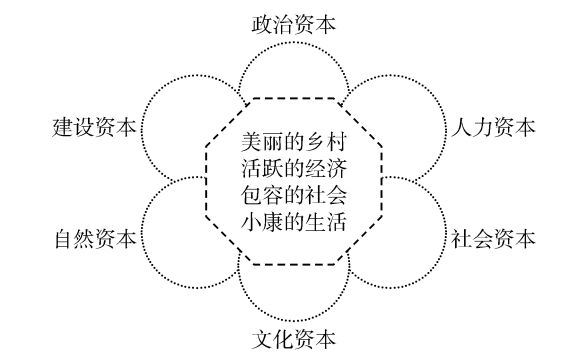 政治资本
建设资本
人力资本
美丽的乡村
活跃的经济
包容的社会
小康的生活
自然资本
社会资本
文化资本